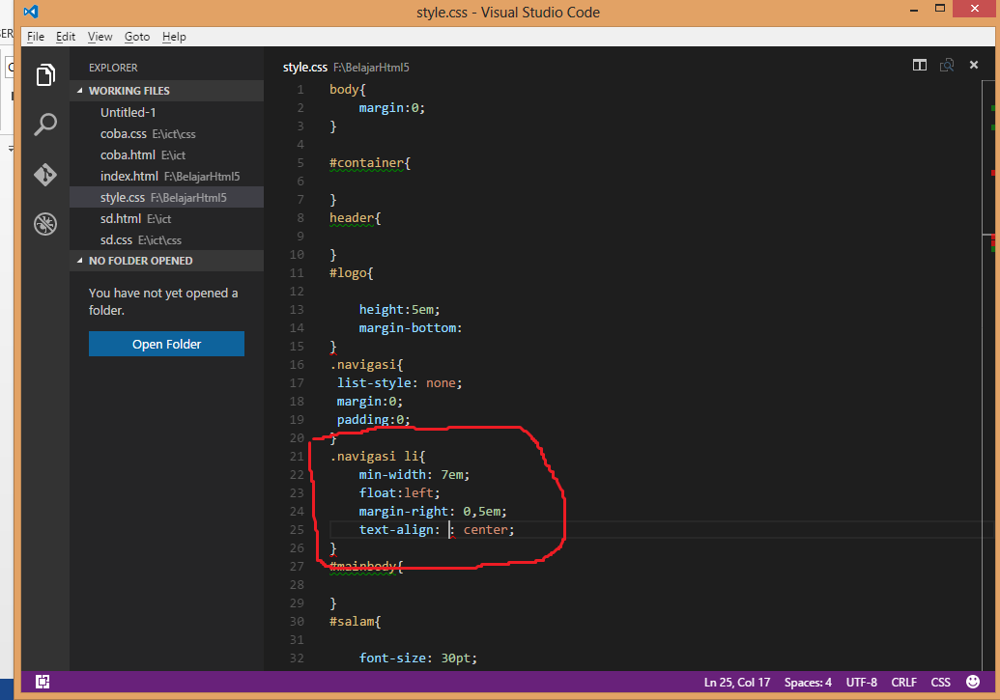 style.css - Visual Studio Code
File Edit View Goto Help
EXPLORER
WORKING FILES
Untitled-1
coba.css E:\ict\css
coba.html E:\ict
index.html F:\BelajarHtml5
style.css F:\BelajarHtml5
sd.html E:\ict
sd.css E:\ict\css
NO FOLDER OPENED
You have not yet opened a
folder.
Open Folder
style.css F:\BelajarHtml5
1 body{
2 margin:0;
3 }
4
5 #container{
6
7 }
8 header{
9
10 }
11 #logo{
12
13 height:5em;
14 margin-bottom:
15 }
16 .navigasi{
17 list-style: none;
18 margin:0;
19 padding:0;
20 }
21 .navigasi li{
22 min-width: 7em;
23 float:left;
24 margin-right: 0,5em;
25 text-align: : center;
26 }
27 #mainbody{
28
29 }
30 #salam{
31
32 font-size: 30pt;
Ln 25, Col 17 Spaces: 4 UTF-8 CRLF CSS